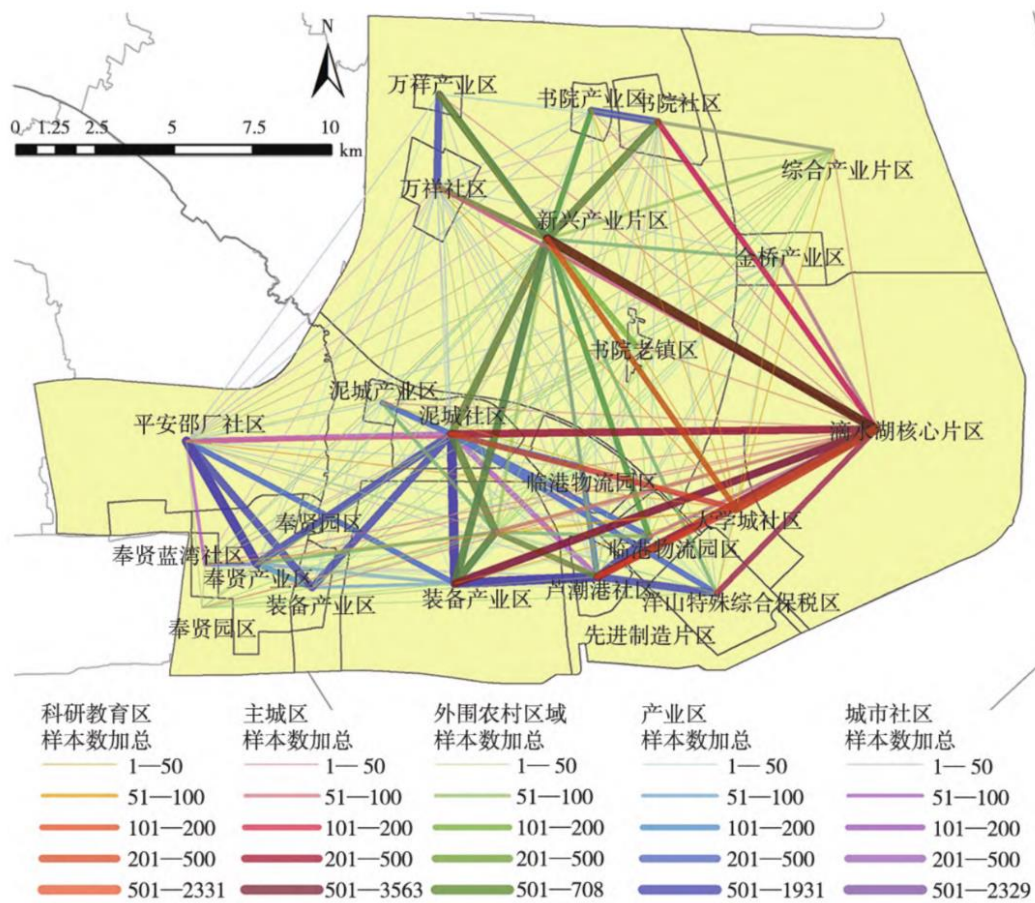 N
万祥产业区
书院产业区
书院社区
0 1.25 2.5 5 7.5 10
km
综合产业片区
万祥社区
新兴产业片区
金桥产业区
书院老镇区
泥城产业区
泥城社区
平安邵厂社区
滴水湖核心片区
临港物流园区
大学城社区
奉贤园区
临港物流园区
奉贤蓝湾社区
奉贤产业区
装备产业区
装备产业区
芦潮港社区
洋山特殊综合保税区
奉贤园区
先进制造片区
科研教育区 主城区 外围农村区域 产业区 城市社区
样本数加总 样本数加总 样本数加总 样本数加总 样本数加总
1—50 1—50 1—50 1—50 1—50
51—100 51—100 51—100 51—100 51—100
101—200 101—200 101—200 101—200 101—200
201—500 201—500 201—500 201—500 201—500
501—2331 501—3563 501—708 501—1931 501—2329